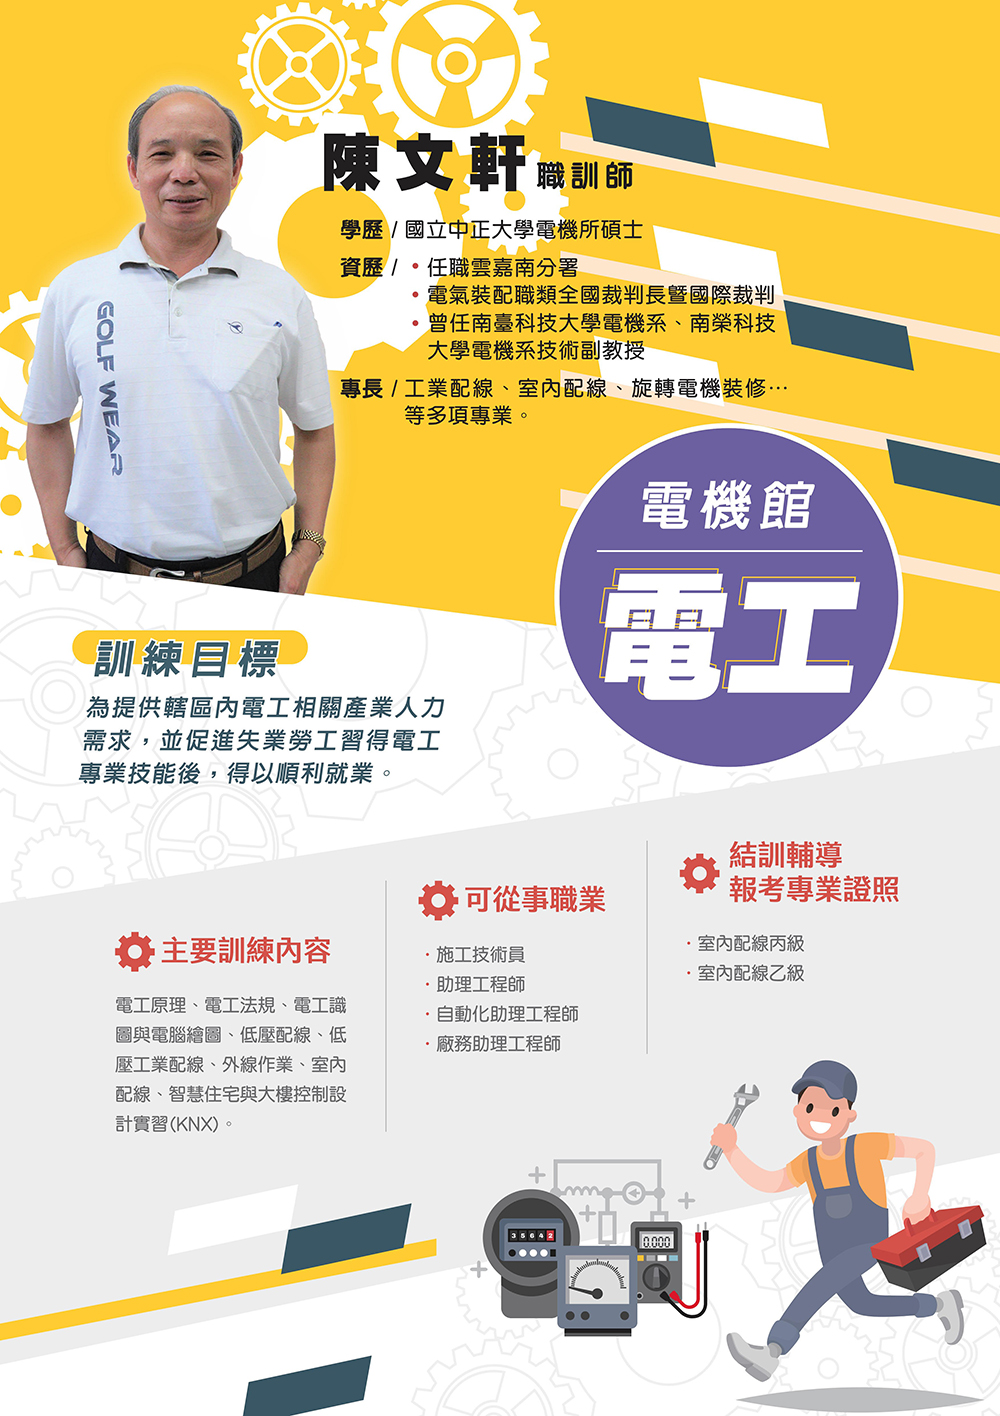 陳文軒 職訓師
學歷 / 國立中正大學電機所碩士
資歷 / • 任職雲嘉南分署
• 電氣裝配職類全國裁判長暨國際裁判
• 曾任南臺科技大學電機系、南榮科技
大學電機系技術副教授
專長 / 工業配線、室內配線、旋轉電機裝修⋯
等多項專業。
GOLF WEAR
電機館
電工
訓練目標
為提供轄區內電工相關產業人力
需求，並促進失業勞工習得電工
專業技能後，得以順利就業。
主要訓練內容
電工原理、電工法規、電工識
圖與電腦繪圖、低壓配線、低
壓工業配線、外線作業、室內
配線、智慧住宅與大樓控制設
計實習(KNX)。
可從事職業
· 施工技術員
· 助理工程師
· 自動化助理工程師
· 廠務助理工程師
結訓輔導
報考專業證照
· 室內配線丙級
· 室內配線乙級
35642
0.000